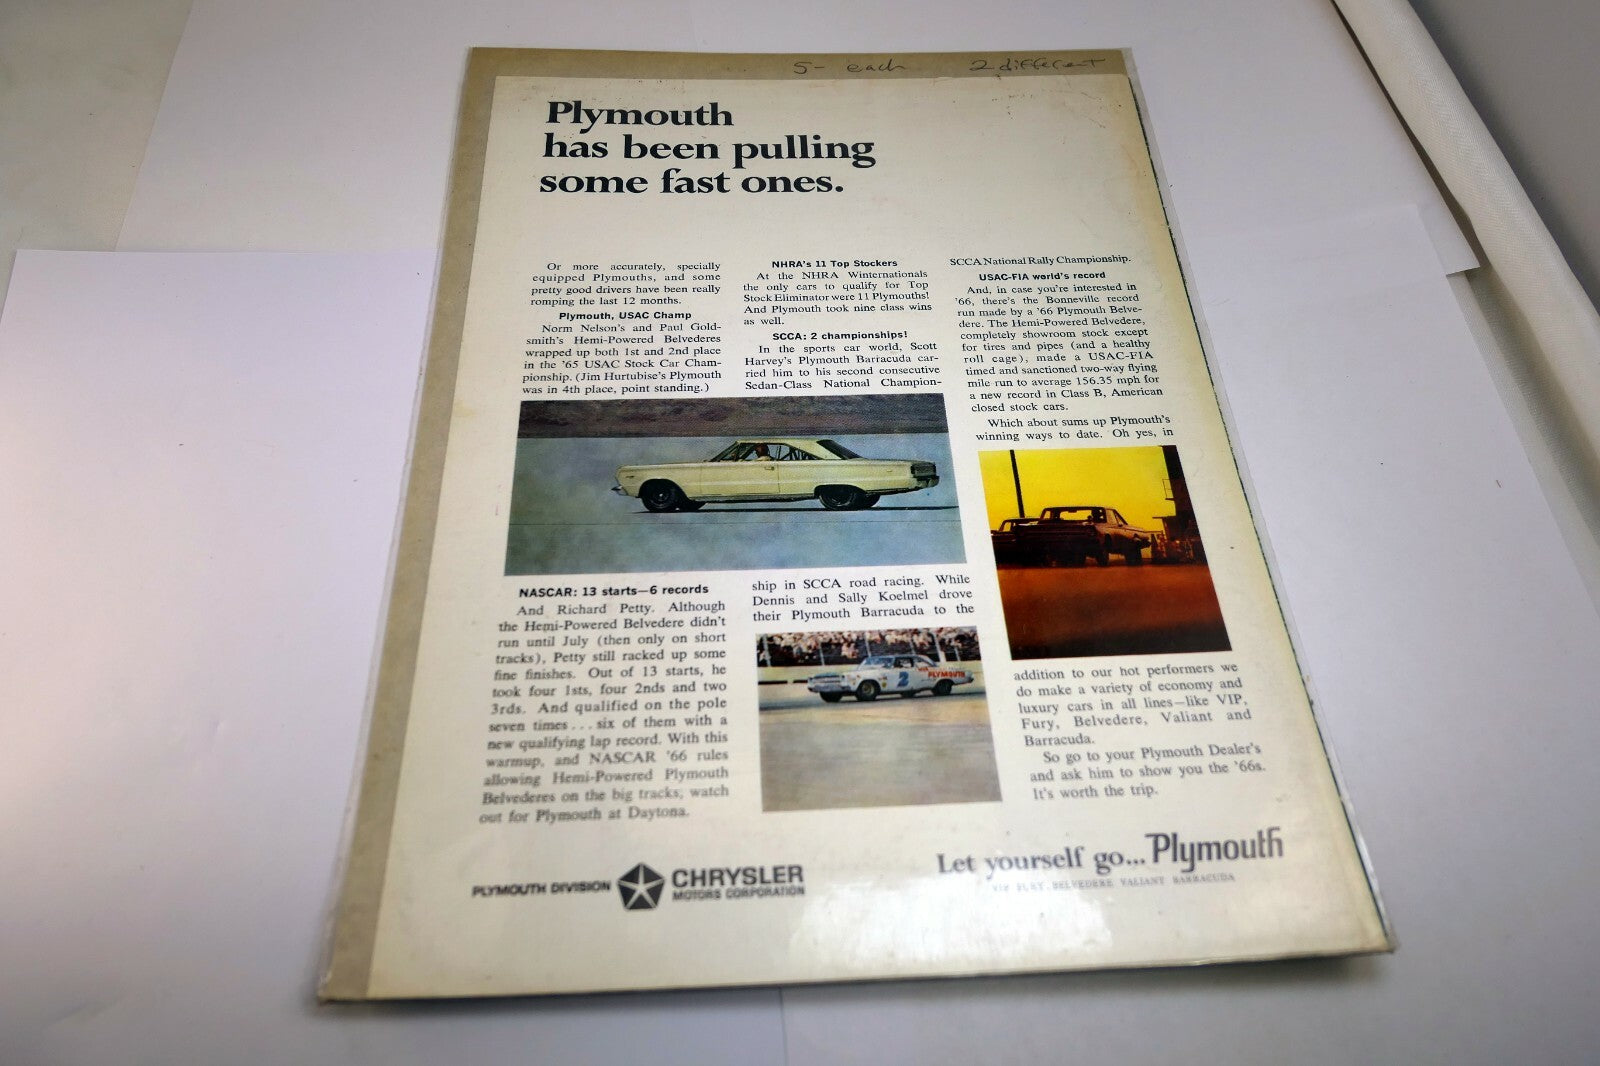 5- each 2 different
Plymouth
has been pulling
some fast ones.
Or more accurately, specially
equipped Plymouths, and some
pretty good drivers have been really
romping the last 12 months.
Plymouth, USAC Champ
Norm Nelson's and Paul Gold-
smith's Hemi-Powered Belvederes
wrapped up both 1st and 2nd place
in the '65 USAC Stock Car Cham-
pionship. (Jim Hurtubise's Plymouth
was in 4th place, point standing.)
NASCAR: 13 starts—6 records
And Richard Petty. Although
the Hemi-Powered Belvedere didn't
run until July (then only on short
tracks), Petty still racked up some
fine finishes. Out of 13 starts, he
took four 1sts, four 2nds and two
3rds. And qualified on the pole
seven times . . . six of them with a
new qualifying lap record. With this
warmup, and NASCAR '66 rules
allowing Hemi-Powered Plymouth
Belvederes on the big tracks, watch
out for Plymouth at Daytona.
NHRA's 11 Top Stockers
At the NHRA Winternationals
the only cars to qualify for Top
Stock Eliminator were 11 Plymouths!
And Plymouth took nine class wins
as well.
SCCA: 2 championships!
In the sports car world, Scott
Harvey's Plymouth Barracuda car-
ried him to his second consecutive
Sedan-Class National Champion-
ship in SCCA road racing. While
Dennis and Sally Koelmel drove
their Plymouth Barracuda to the
2
PLYMOUTH
SCCA National Rally Championship.
USAC-FIA world's record
And, in case you're interested in
'66, there's the Bonneville record
run made by a '66 Plymouth Belve-
dere. The Hemi-Powered Belvedere,
completely showroom stock except
for tires and pipes (and a healthy
roll cage), made a USAC-FIA
timed and sanctioned two-way flying
mile run to average 156.35 mph for
a new record in Class B, American
closed stock cars.
Which about sums up Plymouth's
winning ways to date. Oh yes, in
addition to our hot performers we
do make a variety of economy and
luxury cars in all lines—like VIP,
Fury, Belvedere, Valiant and
Barracuda.
So go to your Plymouth Dealer's
and ask him to show you the '66s.
It's worth the trip.
PLYMOUTH DIVISION CHRYSLER
MOTORS CORPORATION
Let yourself go... Plymouth
VIP FURY BELVEDERE VALIANT BARRACUDA